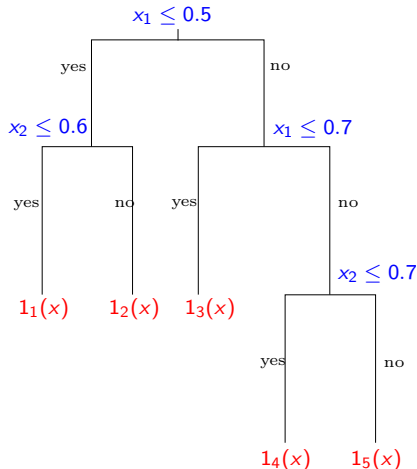 x₁ ≤ 0.5
yes
no
x₂ ≤ 0.6
x₁ ≤ 0.7
yes
no
yes
no
x₂ ≤ 0.7
1₁(x)
1₂(x)
1₃(x)
yes
no
1₄(x)
1₅(x)